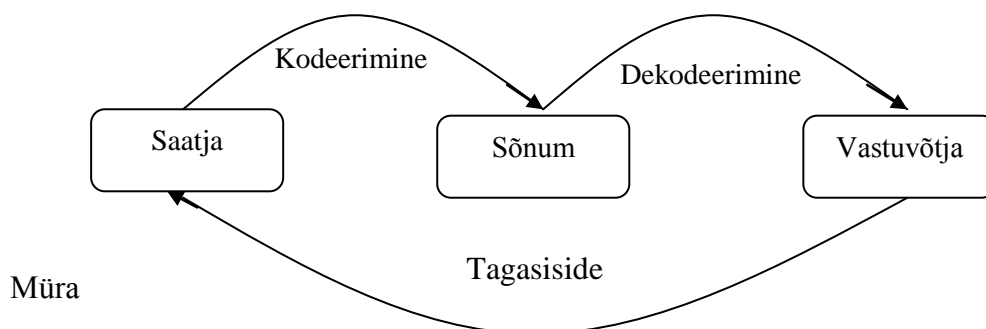 Kodeerimine
Dekodeerimine
Saatja
Sõnum
Vastuvõtja
Tagasiside
Müra